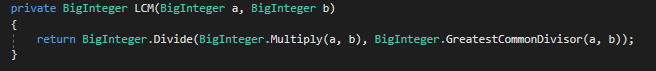 private BigInteger LCM(BigInteger a, BigInteger b)
{
    return BigInteger.Divide(BigInteger.Multiply(a, b), BigInteger.GreatestCommonDivisor(a, b));
}